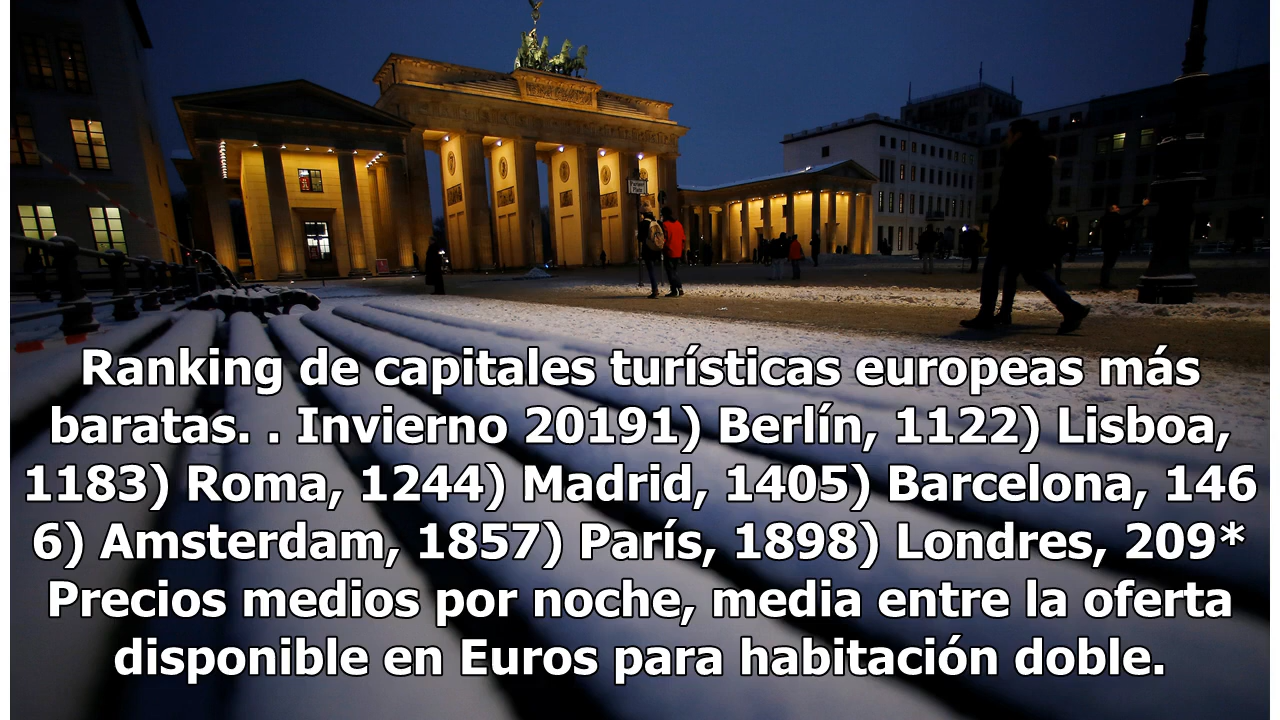 Ranking de capitales turísticas europeas más
baratas. . Invierno 20191) Berlín, 1122) Lisboa,
1183) Roma, 1244) Madrid, 1405) Barcelona, 146
6) Amsterdam, 1857) París, 1898) Londres, 209*
Precios medios por noche, media entre la oferta
disponible en Euros para habitación doble.